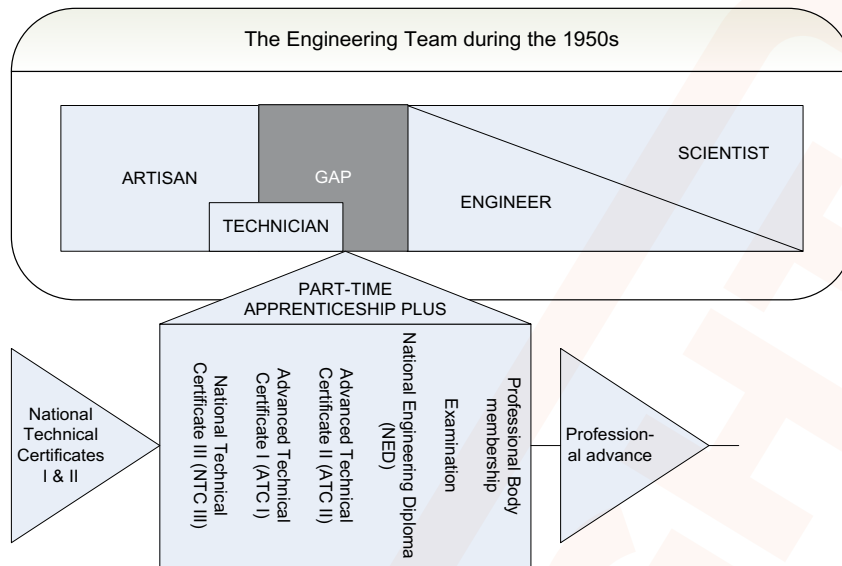 The Engineering Team during the 1950s
ARTISAN
GAP
SCIENTIST
ENGINEER
TECHNICIAN
PART-TIME
APPRENTICESHIP PLUS
National
Technical
Certificates
I & II
National Technical
Certificate III (NTC III)
Advanced Technical
Certificate I (ATC I)
Advanced Technical
Certificate II (ATC II)
National Engineering Diploma
(NED)
Examination
Professional Body
membership
Profession-
al advance